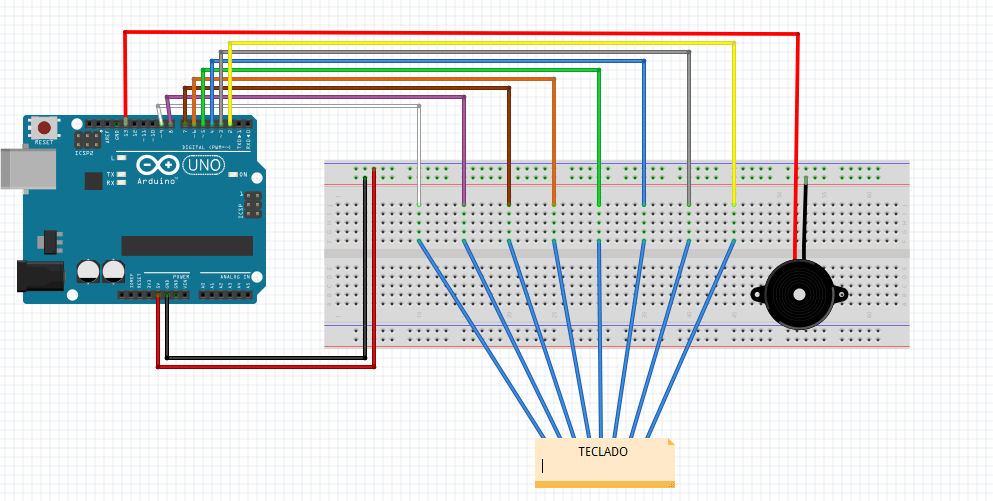 AREF
GND
13
12
~11
~10
~9
8
7
~6
~5
4
~3
2
TX▸1
RX◂0
RESET
ICSP2
DIGITAL (PWM=~)
L
TX
RX
Arduino™
UNO
ON
ICSP
1
IOREF
RESET
3V3
5V
GND
GND
VIN
POWER
ANALOG IN
A0
A1
A2
A3
A4
A5
TECLADO